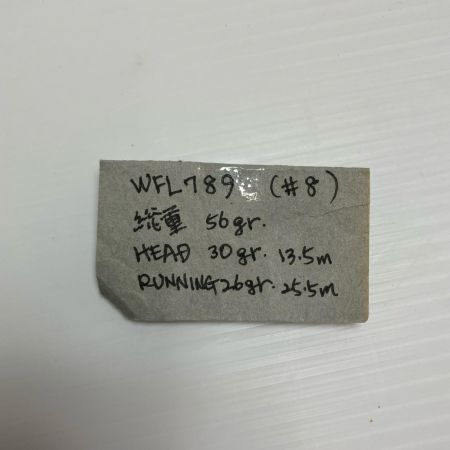 WFL789 (#8)
総重 56gr.
HEAD 30gr. 13.5m
RUNNING 26gr. 25.5m